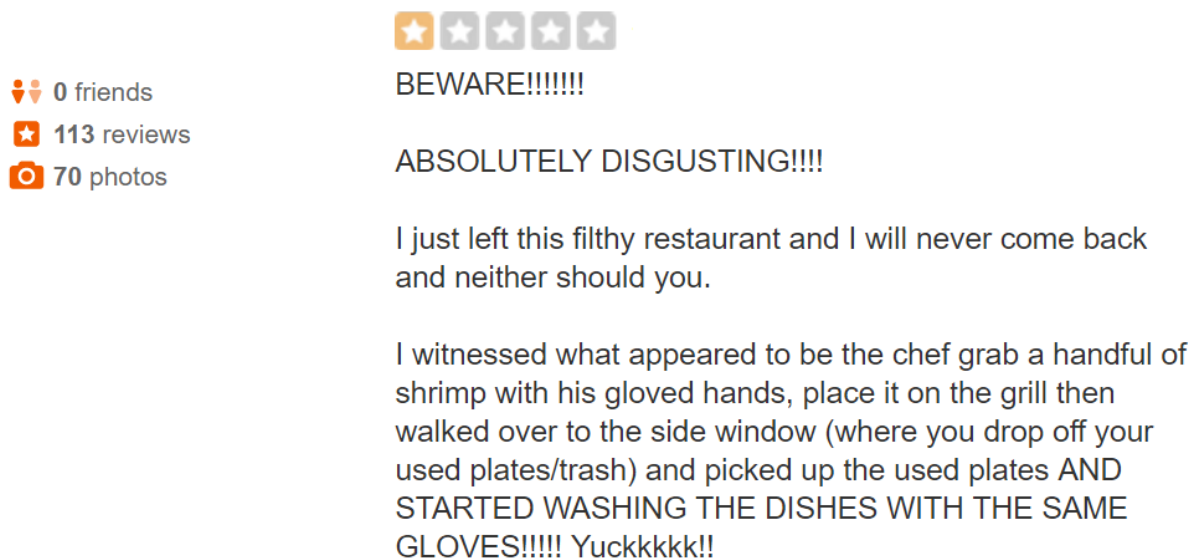 0 friends
113 reviews
70 photos
BEWARE!!!!!!!
ABSOLUTELY DISGUSTING!!!!
I just left this filthy restaurant and I will never come back
and neither should you.
I witnessed what appeared to be the chef grab a handful of
shrimp with his gloved hands, place it on the grill then
walked over to the side window (where you drop off your
used plates/trash) and picked up the used plates AND
STARTED WASHING THE DISHES WITH THE SAME
GLOVES!!!!! Yuckkkkk!!